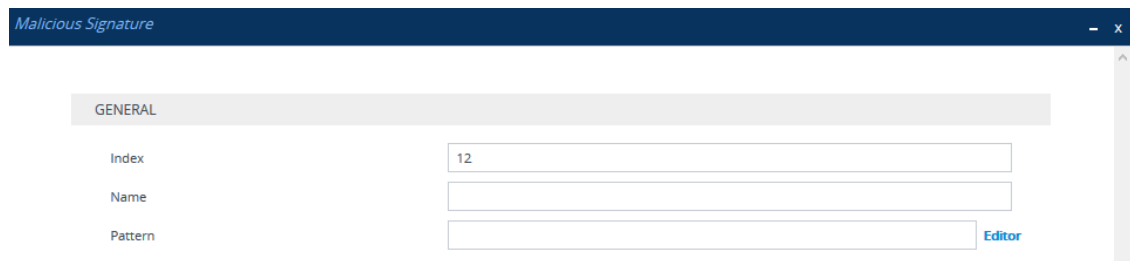 Malicious Signature – x
GENERAL
Index 12
Name
Pattern Editor